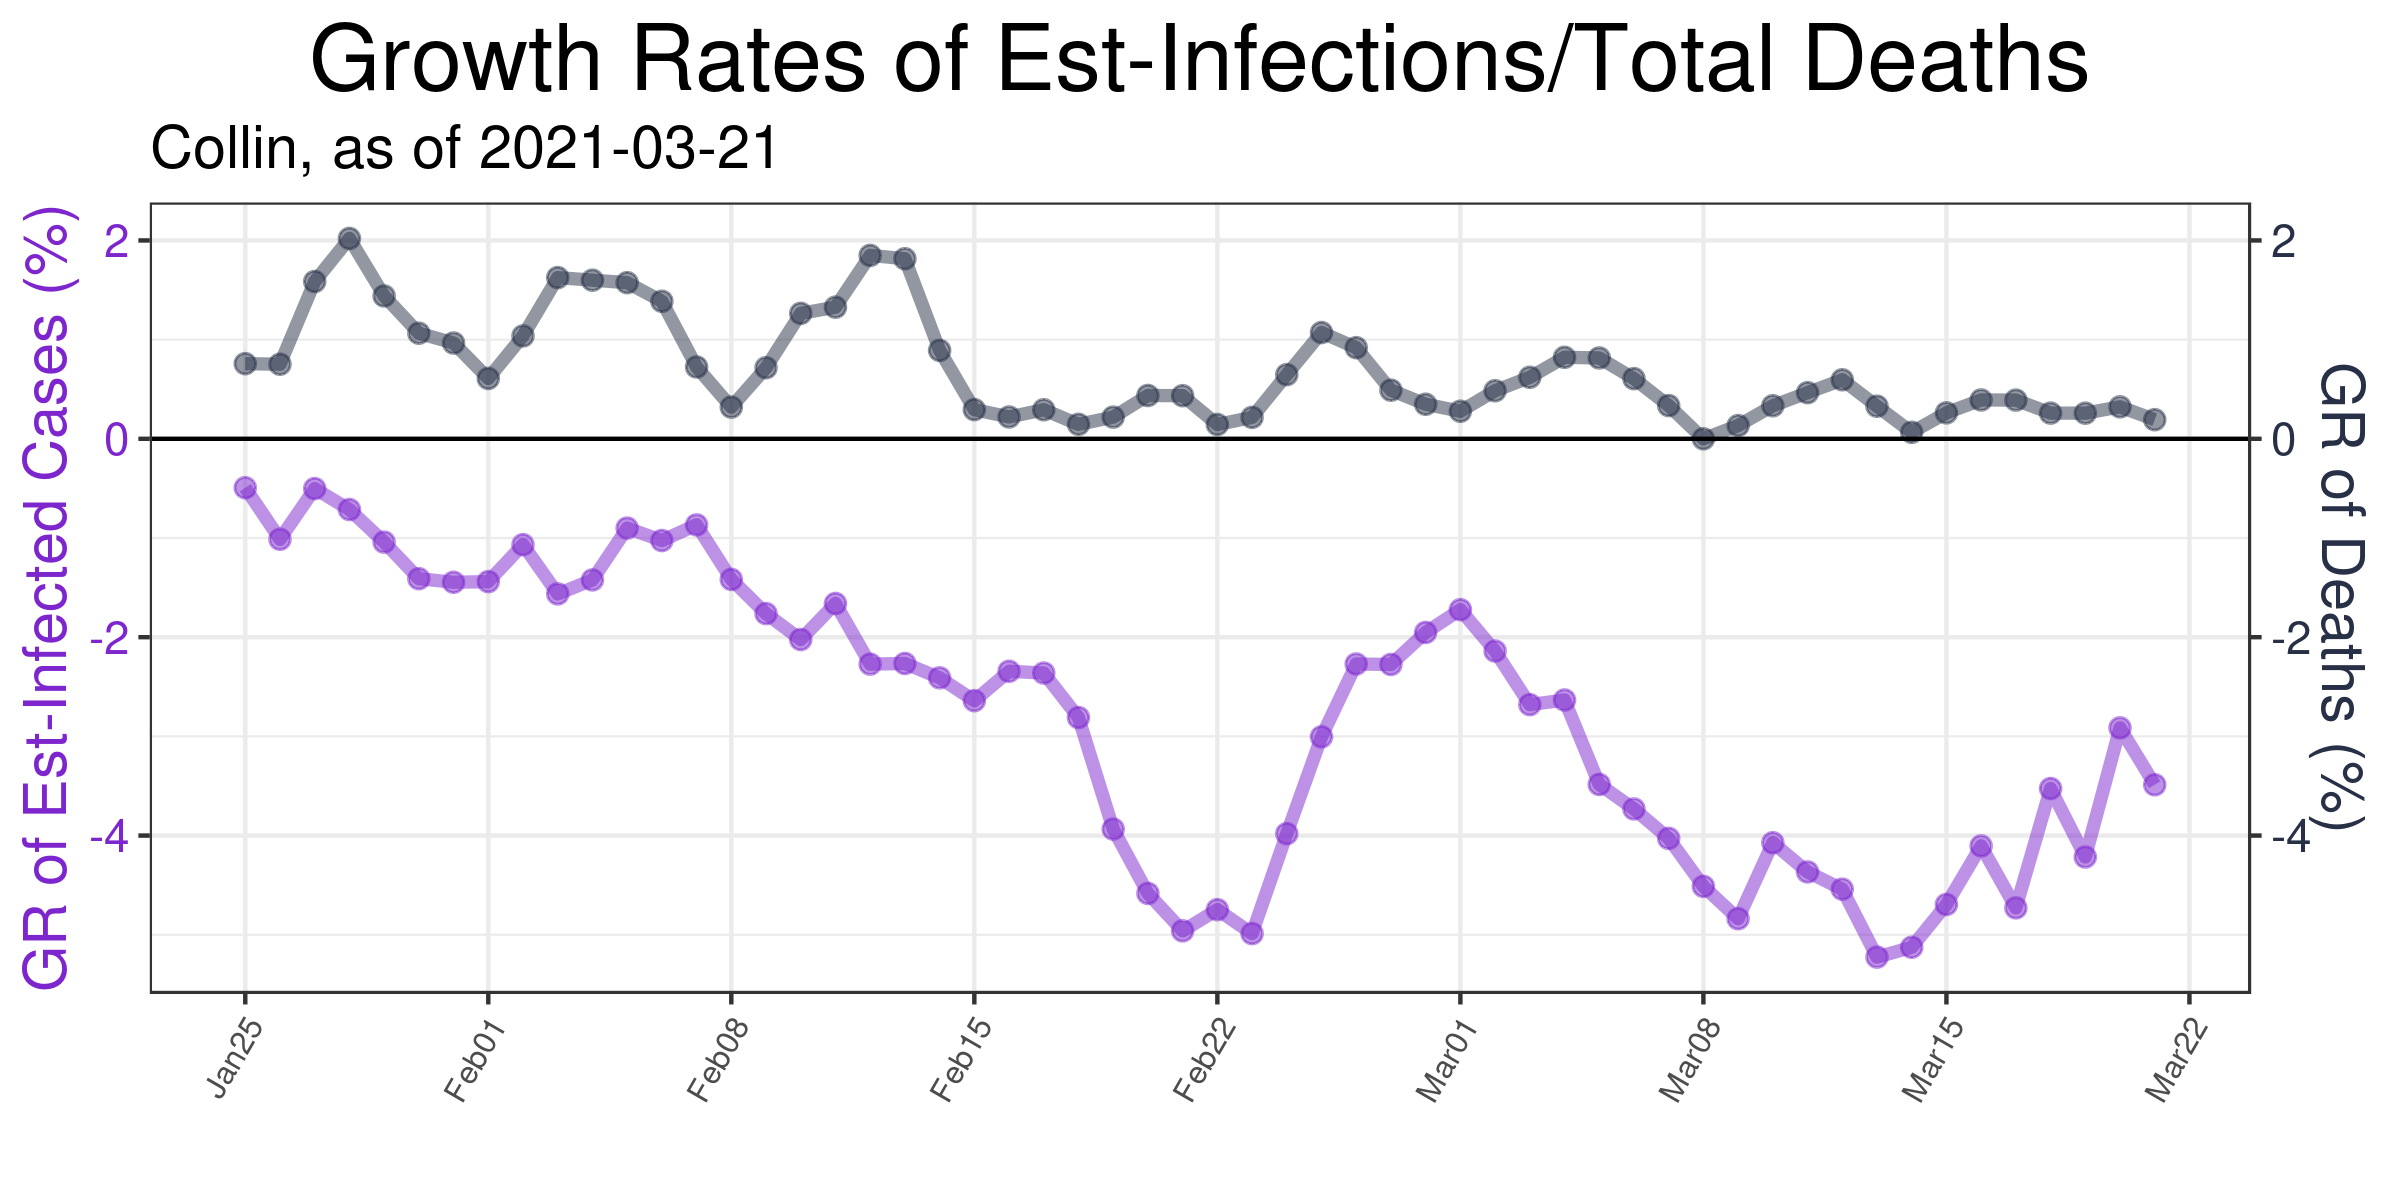 Growth Rates of Est-Infections/Total Deaths
Collin, as of 2021-03-21
GR of Est-Infected Cases (%)
2
0
-2
-4
2
0
-2
-4
GR of Deaths (%)
Jan25
Feb01
Feb08
Feb15
Feb22
Mar01
Mar08
Mar15
Mar22